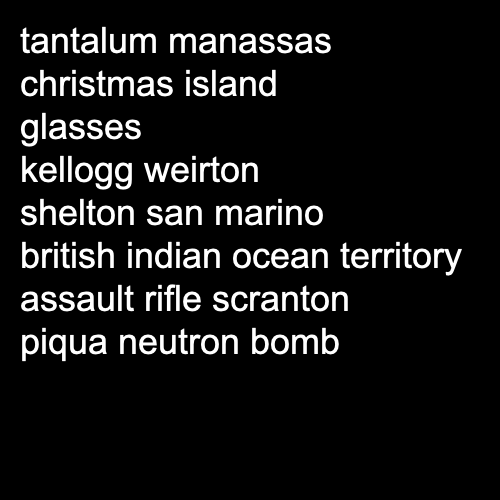 tantalum manassas
christmas island
glasses
kellogg weirton
shelton san marino
british indian ocean territory
assault rifle scranton
piqua neutron bomb